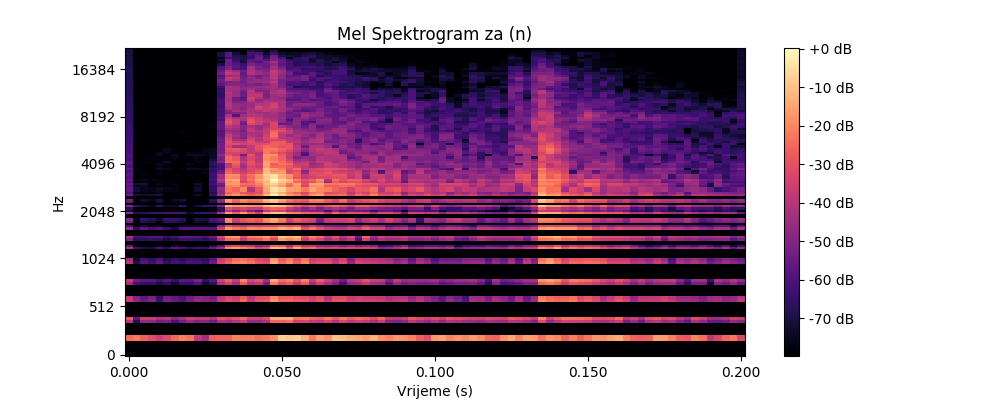 Mel Spektrogram za (n)
Hz
16384
8192
4096
2048
1024
512
0
0.000
0.050
0.100
0.150
0.200
Vrijeme (s)
+0 dB
-10 dB
-20 dB
-30 dB
-40 dB
-50 dB
-60 dB
-70 dB